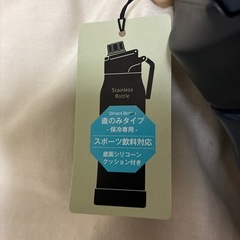 Stainless
Bottle
Direct Bottle
直のみタイプ
- 保冷専用 -
スポーツ飲料対応
底面シリコーン
クッション付き